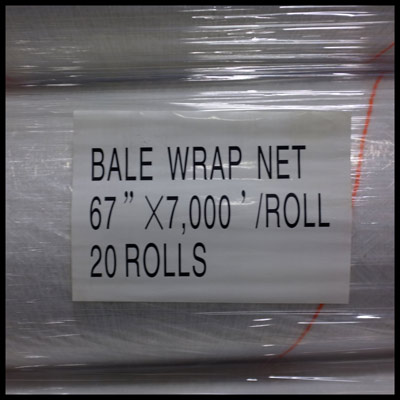 BALE WRAP NET
67" X7,000'/ROLL
20 ROLLS